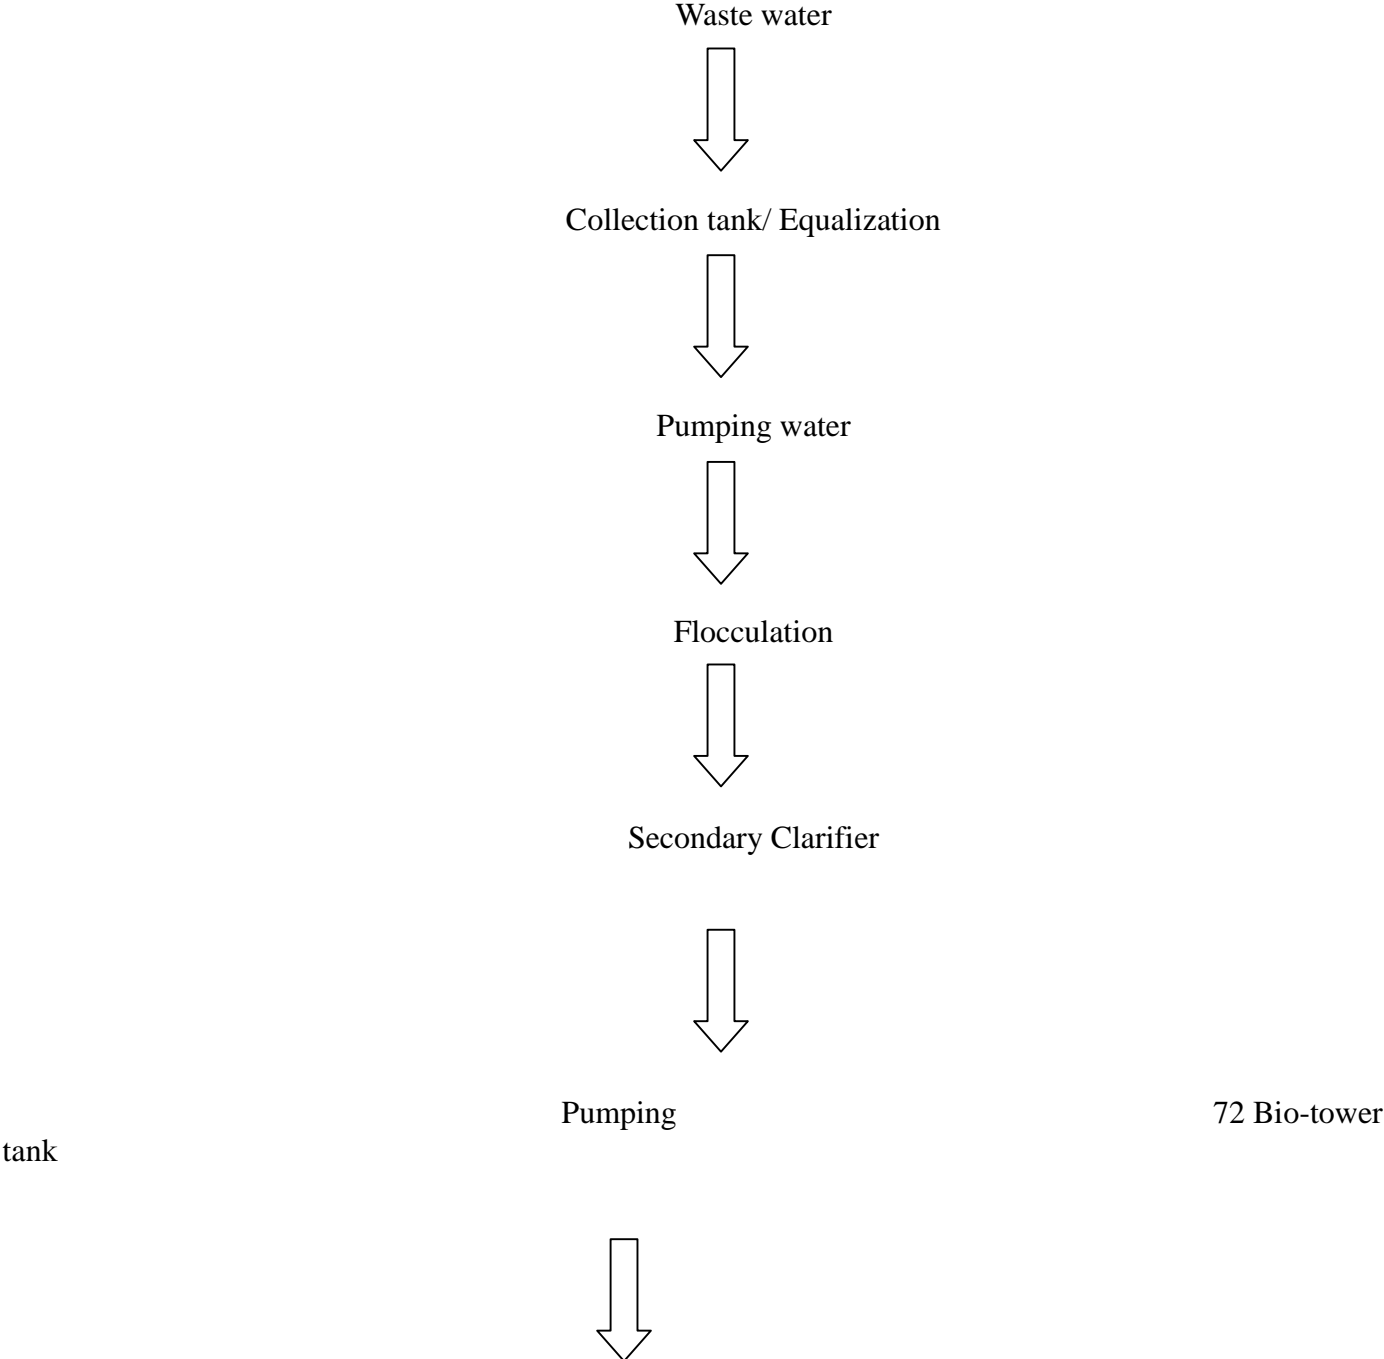 Waste water
Collection tank/ Equalization
Pumping water
Flocculation
Secondary Clarifier
Pumping 72 Bio-tower
tank